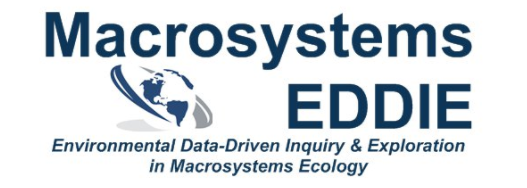 Macrosystems
EDDIE
Environmental Data-Driven Inquiry & Exploration
in Macrosystems Ecology